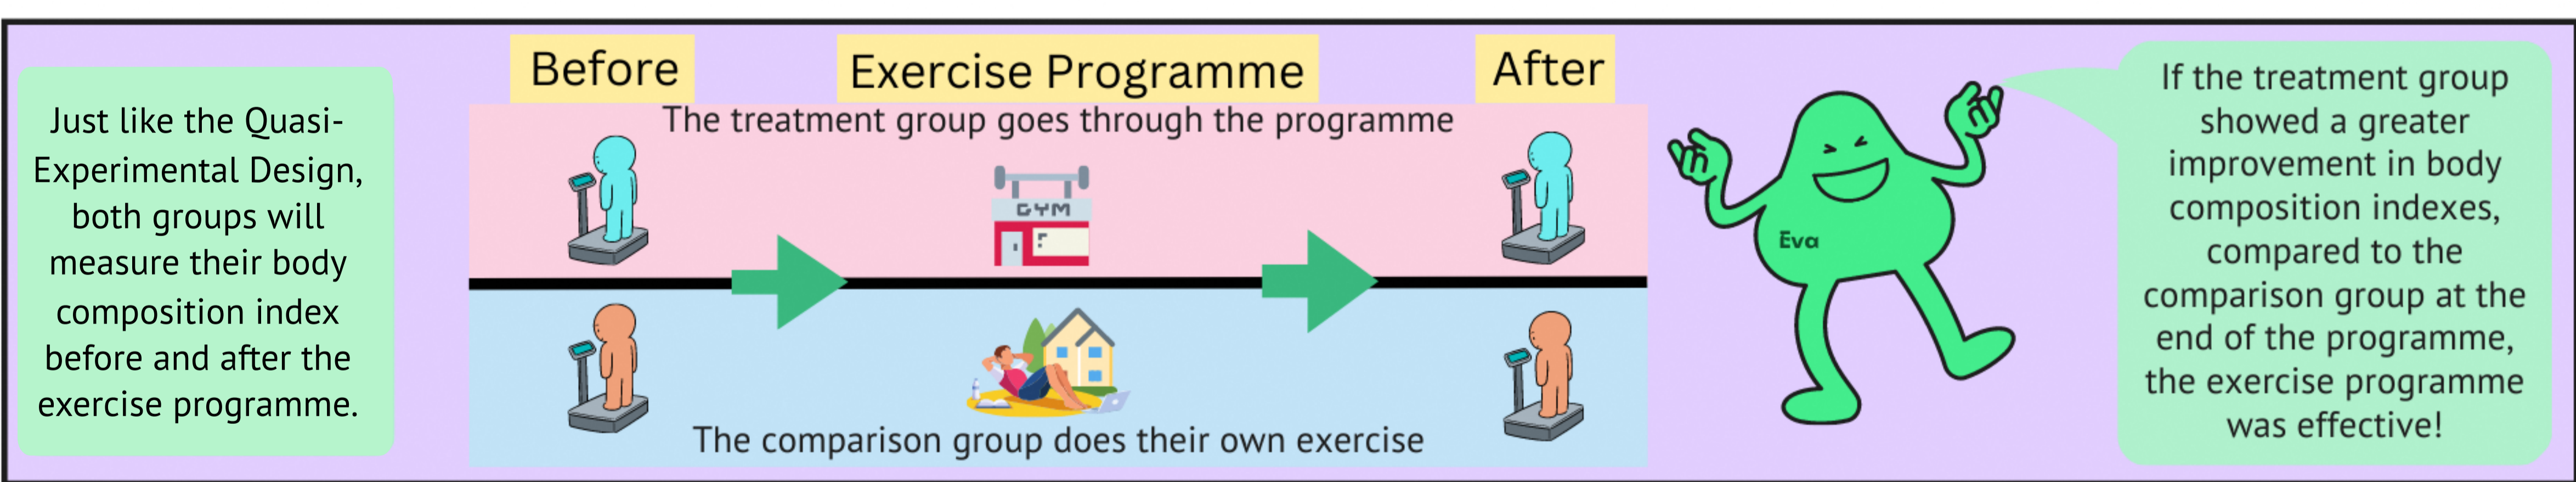 Just like the Quasi-
Experimental Design,
both groups will
measure their body
composition index
before and after the
exercise programme.
Before
Exercise Programme
After
The treatment group goes through the programme
GYM
The comparison group does their own exercise
Eva
If the treatment group
showed a greater
improvement in body
composition indexes,
compared to the
comparison group at the
end of the programme,
the exercise programme
was effective!